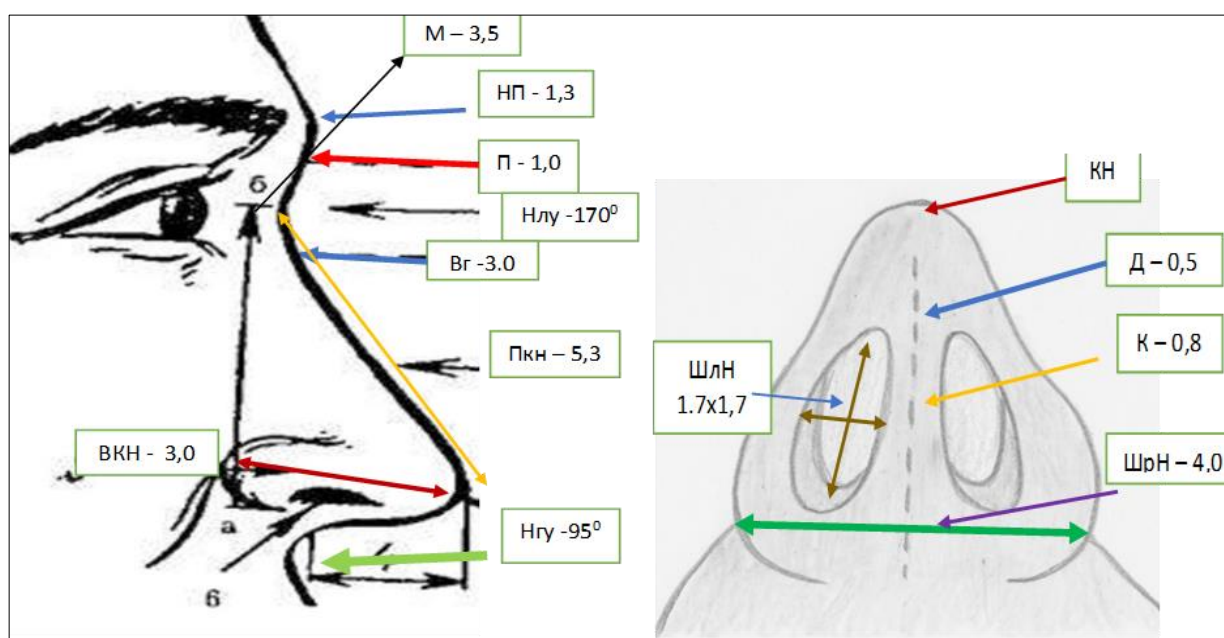 М – 3,5
НП - 1,3
П - 1,0
б
Нлу -170⁰
Вг -3.0
Пкн – 5,3
ВКН - 3,0
а
Нгу -95⁰
6
КН
Д – 0,5
К – 0,8
ШлН
1.7х1,7
ШрН – 4,0